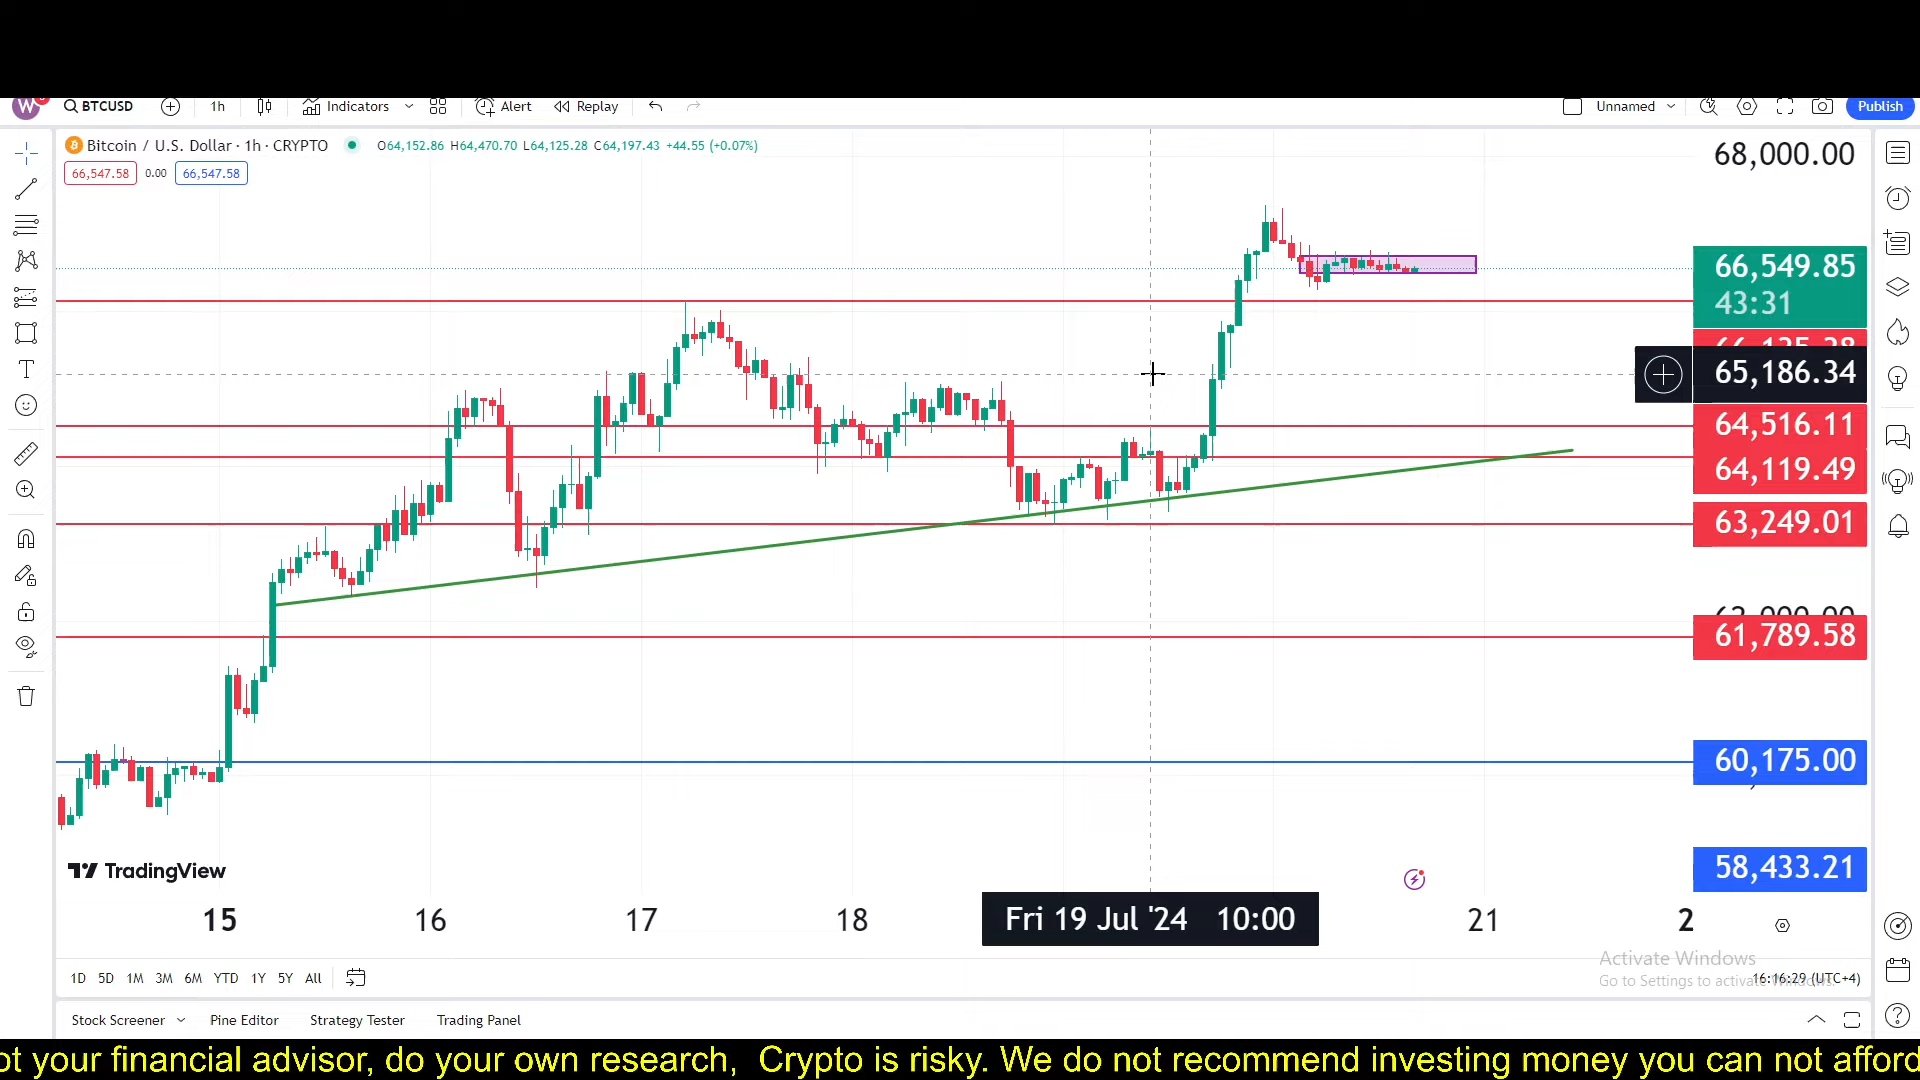 W BTCUSD 1h Indicators Alert Replay Unnamed Publish
Bitcoin / U.S. Dollar · 1h · CRYPTO O64,152.86 H64,470.70 L64,125.28 C64,197.43 +44.55 (+0.07%)
66,547.58 0.00 66,547.58
68,000.00
66,549.85
43:31
65,186.34
64,516.11
64,119.49
63,249.01
61,789.58
60,175.00
58,433.21
TradingView
15 16 17 18 Fri 19 Jul '24 10:00 21 2
Activate Windows
1D 5D 1M 3M 6M YTD 1Y 5Y All 16:16:29 (UTC+4)
Go to Settings to activate Windows.
Stock Screener Pine Editor Strategy Tester Trading Panel
ot your financial advisor, do your own research, Crypto is risky. We do not recommend investing money you can not afford